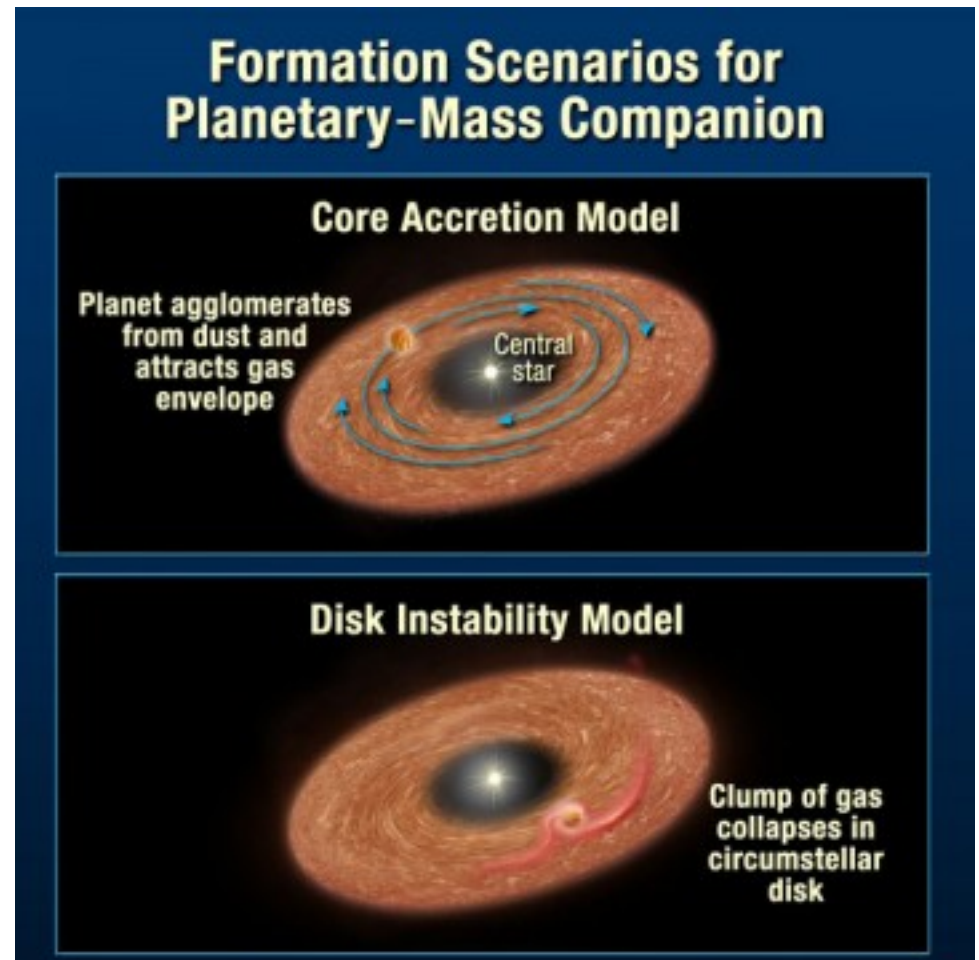 Formation Scenarios for
Planetary-Mass Companion
Core Accretion Model
Planet agglomerates
from dust and
attracts gas
envelope
Central
star
Disk Instability Model
Clump of gas
collapses in
circumstellar
disk